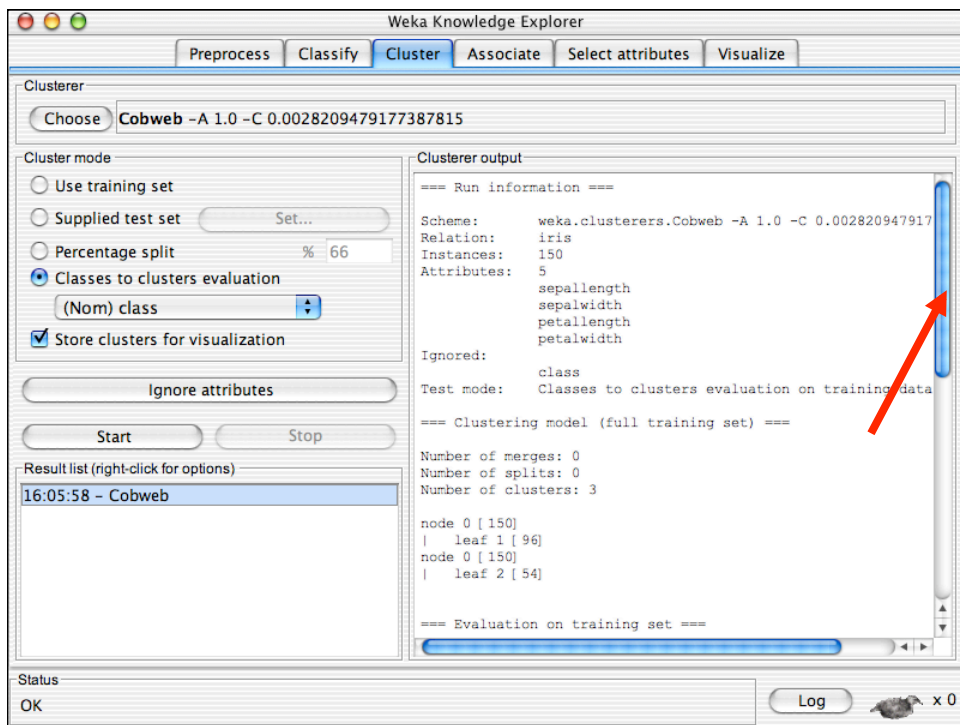 Weka Knowledge Explorer
Preprocess Classify Cluster Associate Select attributes Visualize
Clusterer
Choose Cobweb -A 1.0 -C 0.0028209479177387815
Cluster mode
Use training set
Supplied test set Set...
Percentage split % 66
Classes to clusters evaluation
(Nom) class
Store clusters for visualization
Ignore attributes
Start Stop
Result list (right-click for options)
16:05:58 - Cobweb
Clusterer output
=== Run information ===
Scheme: weka.clusterers.Cobweb -A 1.0 -C 0.002820947917
Relation: iris
Instances: 150
Attributes: 5
sepallength
sepalwidth
petallength
petalwidth
Ignored:
class
Test mode: Classes to clusters evaluation on training data
=== Clustering model (full training set) ===
Number of merges: 0
Number of splits: 0
Number of clusters: 3
node 0 [150]
| leaf 1 [96]
node 0 [150]
| leaf 2 [54]
=== Evaluation on training set ===
Status
OK
Log x 0